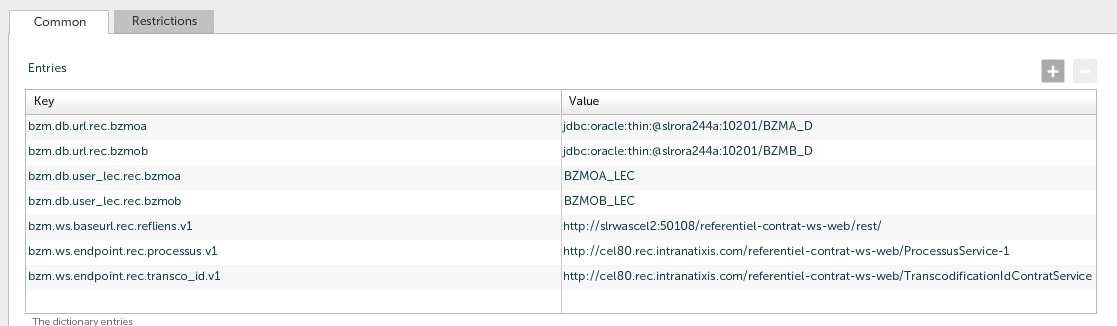 Common Restrictions
Entries
Key Value
bzm.db.url.rec.bzmoa jdbc:oracle:thin:@slrora244a:10201/BZMA_D
bzm.db.url.rec.bzmob jdbc:oracle:thin:@slrora244a:10201/BZMB_D
bzm.db.user_lec.rec.bzmoa BZMOA_LEC
bzm.db.user_lec.rec.bzmob BZMOB_LEC
bzm.ws.baseurl.rec.refliens.v1 http://slrwascel2:50108/referentiel-contrat-ws-web/rest/
bzm.ws.endpoint.rec.processus.v1 http://cel80.rec.intranatixis.com/referentiel-contrat-ws-web/ProcessusService-1
bzm.ws.endpoint.rec.transco_id.v1 http://cel80.rec.intranatixis.com/referentiel-contrat-ws-web/TranscodificationIdContratService
The dictionary entries